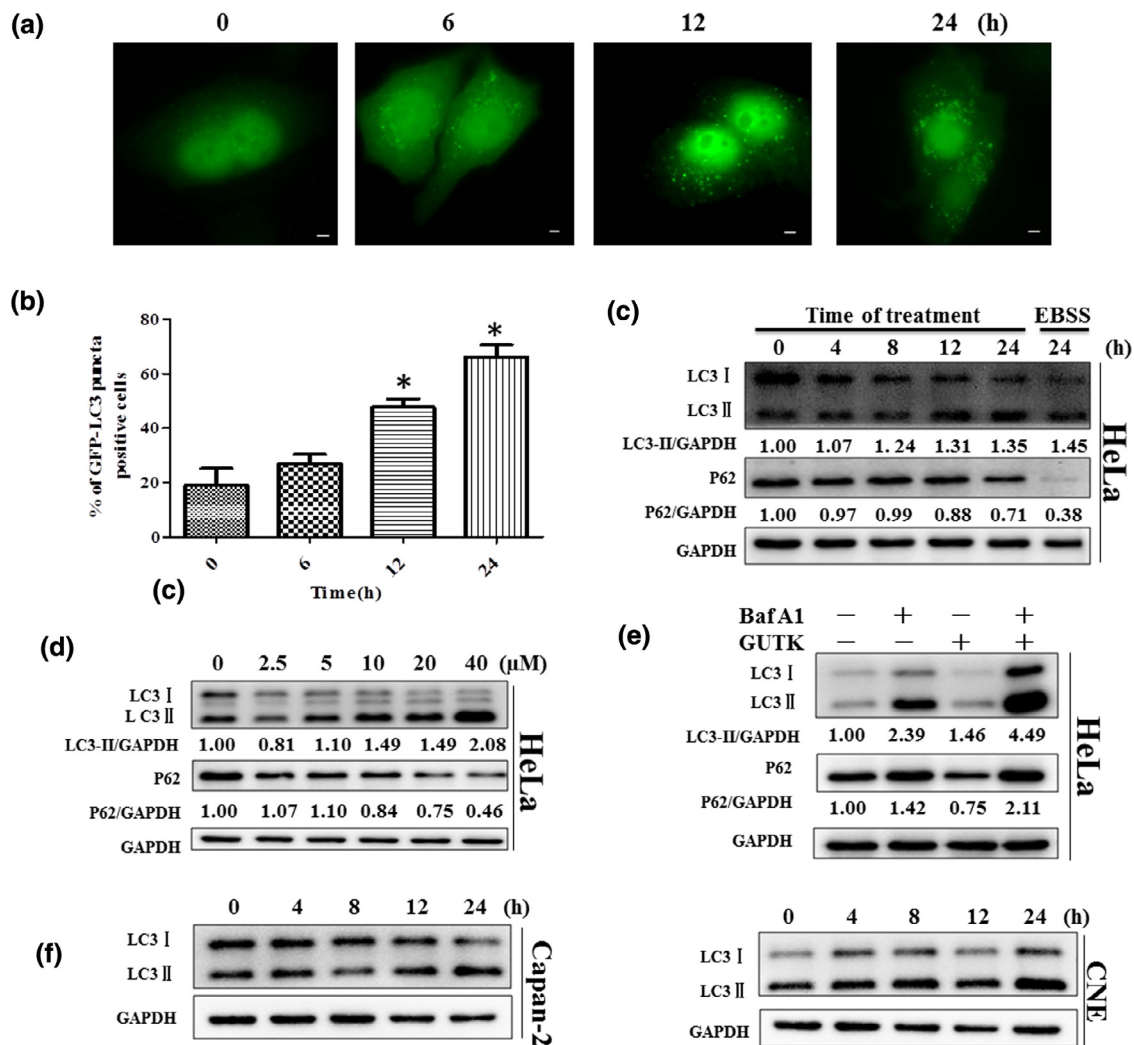 (a)
0 6 12 24 (h)
(b)
% of GFP-LC3 puncta
positive cells
80
60
40
20
0
* *
0 6 12 24
Time(h)
(c)
(c)
Time of treatment EBSS
0 4 8 12 24 24 (h)
LC3 Ⅰ
LC3 Ⅱ
LC3-II/GAPDH 1.00 1.07 1.24 1.31 1.35 1.45
P62
P62/GAPDH 1.00 0.97 0.99 0.88 0.71 0.38
GAPDH
HeLa
(d)
0 2.5 5 10 20 40 (μM)
LC3 Ⅰ
L C3 Ⅱ
LC3-II/GAPDH 1.00 0.81 1.10 1.49 1.49 2.08
P62
P62/GAPDH 1.00 1.07 1.10 0.84 0.75 0.46
GAPDH
HeLa
(e)
Baf A1 − + − +
GUTK − − + +
LC3 Ⅰ
LC3 Ⅱ
LC3-II/GAPDH 1.00 2.39 1.46 4.49
P62
P62/GAPDH 1.00 1.42 0.75 2.11
GAPDH
HeLa
(f)
0 4 8 12 24 (h)
LC3 Ⅰ
LC3 Ⅱ
GAPDH
Capan-2
0 4 8 12 24 (h)
LC3 Ⅰ
LC3 Ⅱ
GAPDH
CNE